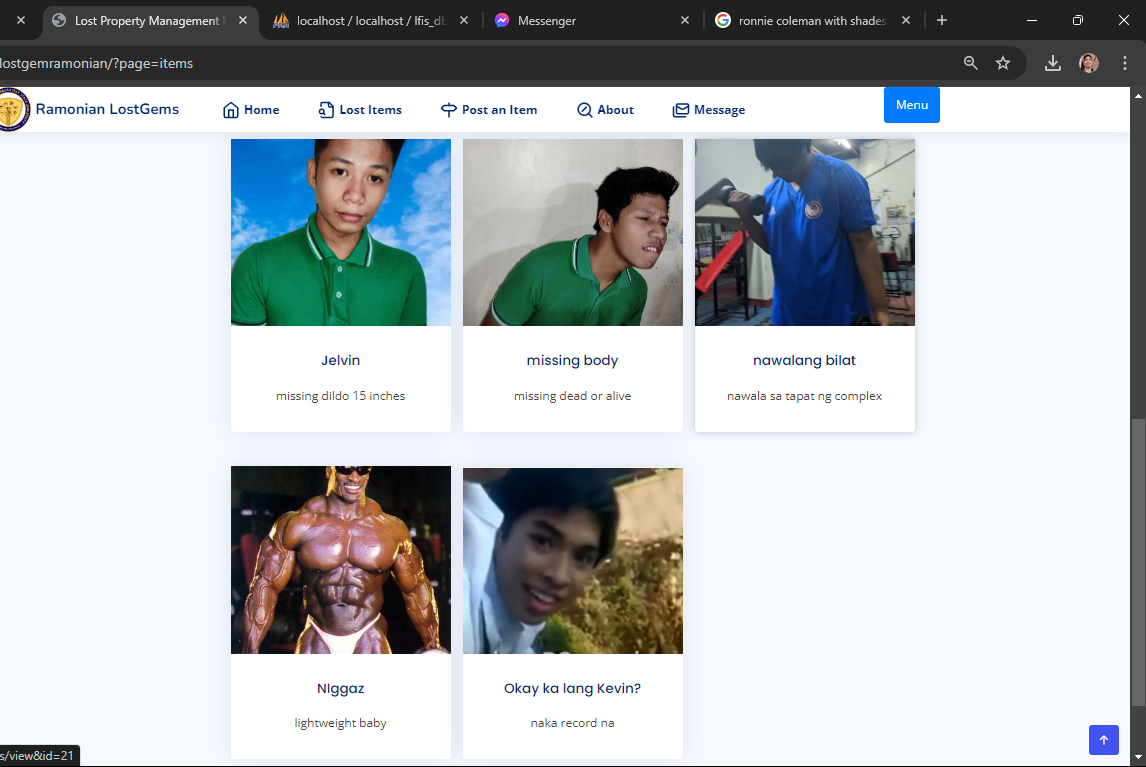 Lost Property Management
localhost / localhost / lfis_db
Messenger
ronnie coleman with shades
lostgemramonian/?page=items
Ramonian LostGems
Home
Lost Items
Post an Item
About
Message
Menu
Jelvin
missing dildo 15 inches
missing body
missing dead or alive
nawalang bilat
nawala sa tapat ng complex
NIggaz
lightweight baby
Okay ka lang Kevin?
naka record na
s/view&id=21